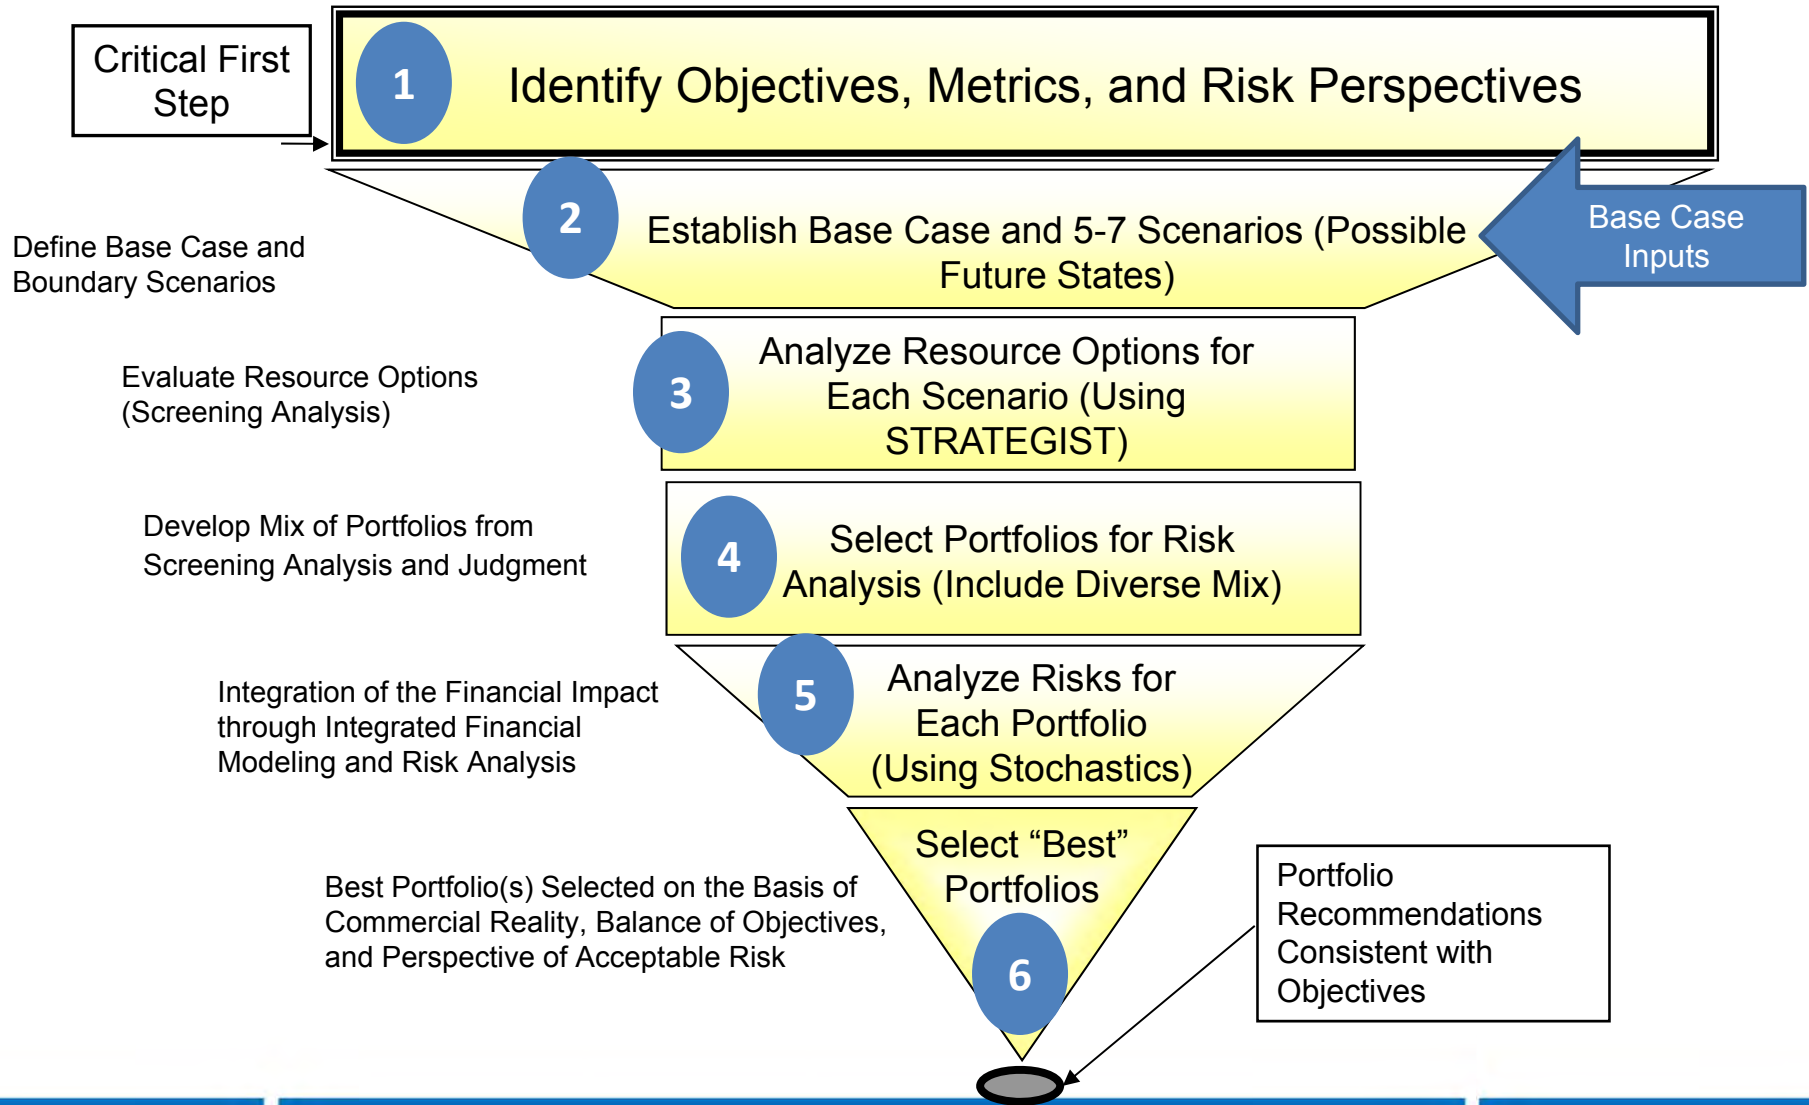 Critical First
Step
1
Identify Objectives, Metrics, and Risk Perspectives
2
Establish Base Case and 5-7 Scenarios (Possible
Future States)
Base Case
Inputs
Define Base Case and
Boundary Scenarios
3
Analyze Resource Options for
Each Scenario (Using
STRATEGIST)
Evaluate Resource Options
(Screening Analysis)
4
Select Portfolios for Risk
Analysis (Include Diverse Mix)
Develop Mix of Portfolios from
Screening Analysis and Judgment
5
Analyze Risks for
Each Portfolio
(Using Stochastics)
Integration of the Financial Impact
through Integrated Financial
Modeling and Risk Analysis
Select “Best”
Portfolios
6
Best Portfolio(s) Selected on the Basis of
Commercial Reality, Balance of Objectives,
and Perspective of Acceptable Risk
Portfolio
Recommendations
Consistent with
Objectives